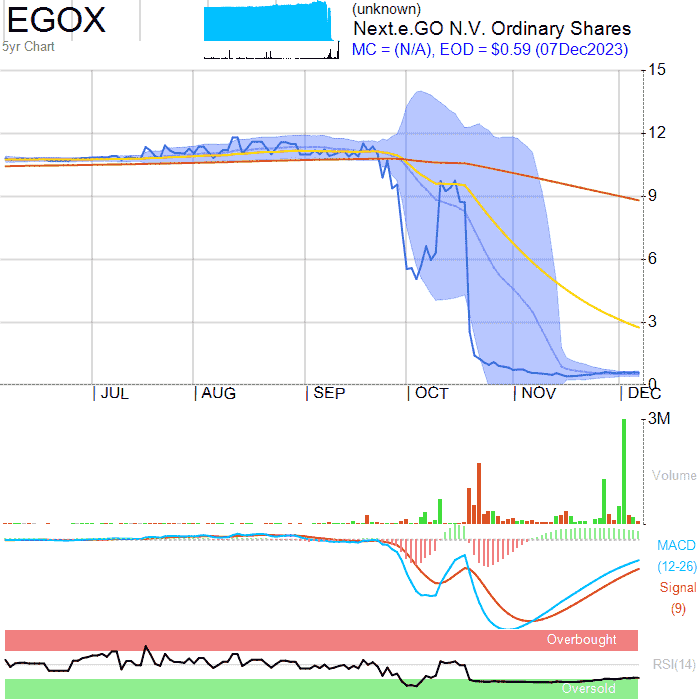 EGOX
5yr Chart
(unknown)
Next.e.GO N.V. Ordinary Shares
MC = (N/A), EOD = $0.59 (07Dec2023)
15
12
9
6
3
0
JUL AUG SEP OCT NOV DEC
3M
Volume
MACD
(12-26)
Signal
(9)
Overbought
RSI(14)
Oversold